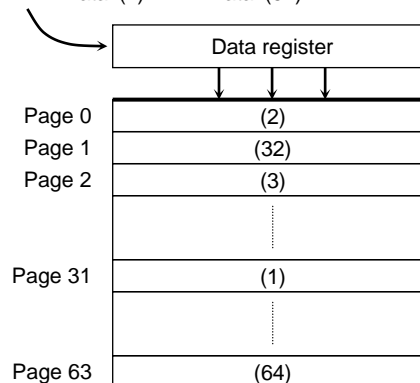 Data register
Page 0 (2)
Page 1 (32)
Page 2 (3)
Page 31 (1)
Page 63 (64)